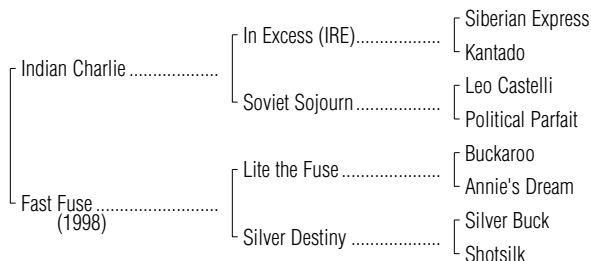 Siberian Express
In Excess (IRE)...................
Kantado
Indian Charlie ....................
Leo Castelli
Soviet Sojourn ...................
Political Parfait
Buckaroo
Lite the Fuse ......................
Annie's Dream
Fast Fuse ...........................
(1998)
Silver Buck
Silver Destiny ....................
Shotsilk